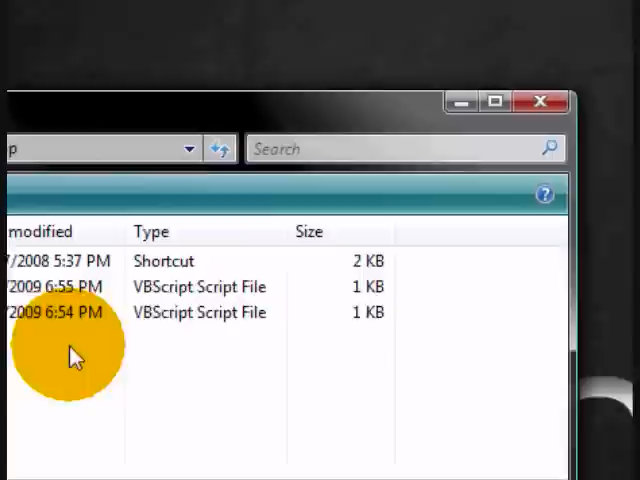 p
Search
modified Type Size
7/2008 5:37 PM Shortcut 2 KB
/2009 6:55 PM VBScript Script File 1 KB
/2009 6:54 PM VBScript Script File 1 KB